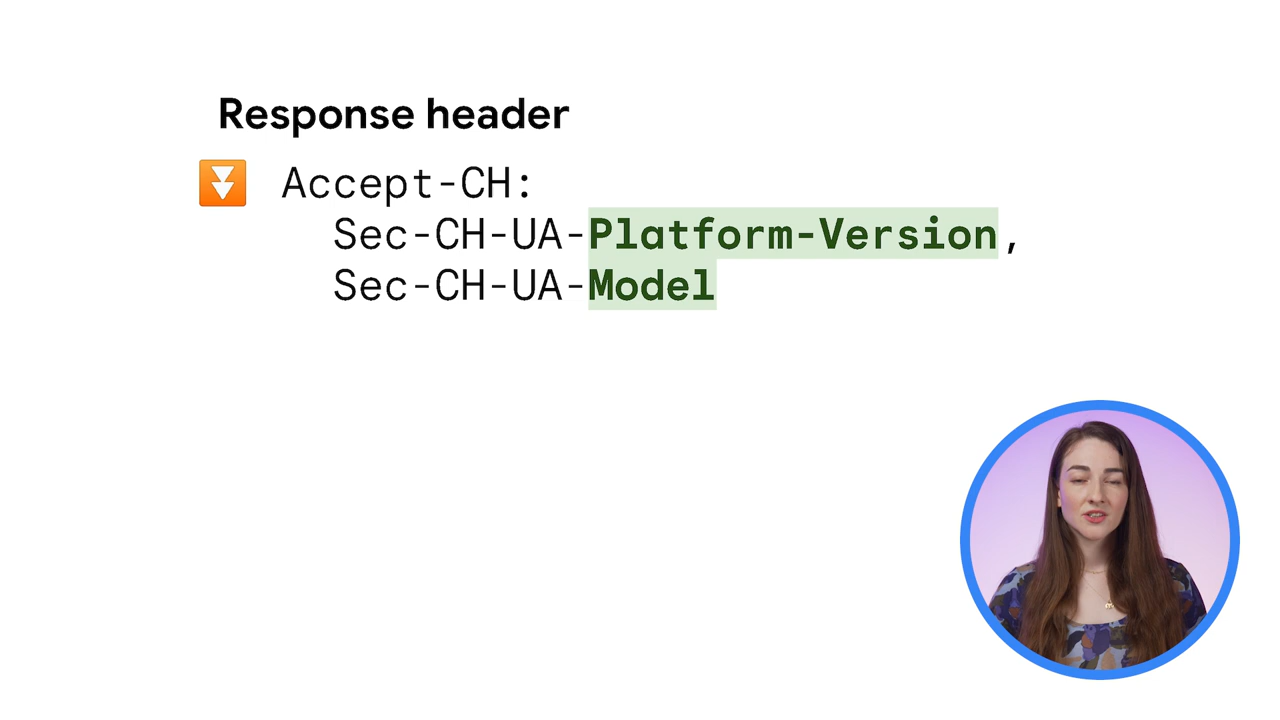 Response header
Accept-CH:
Sec-CH-UA-Platform-Version,
Sec-CH-UA-Model